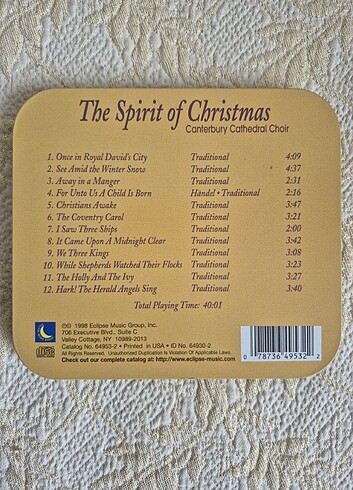 The Spirit of Christmas
Canterbury Cathedral Choir
1. Once in Royal David's City Traditional 4:09
2. See Amid the Winter Snow Traditional 4:37
3. Away in a Manger Traditional 2:31
4. For Unto Us A Child Is Born Händel • Traditional 2:16
5. Christians Awake Traditional 3:47
6. The Coventry Carol Traditional 3:21
7. I Saw Three Ships Traditional 2:00
8. It Came Upon A Midnight Clear Traditional 3:42
9. We Three Kings Traditional 3:08
10. While Shepherds Watched Their Flocks Traditional 3:23
11. The Holly And The Ivy Traditional 3:27
12. Hark! The Herald Angels Sing Traditional 3:40
Total Playing Time: 40:01
℗© 1998 Eclipse Music Group, Inc.
706 Executive Blvd., Suite C
Valley Cottage, NY 10989-2013
Catalog No. 64953-2 • Printed in USA • ID No. 64930-2
All Rights Reserved. Unauthorized Duplication Is Violation Of Applicable Laws.
Check out our complete catalog at: http://www.eclipse-music.com
0 78736 49532 2